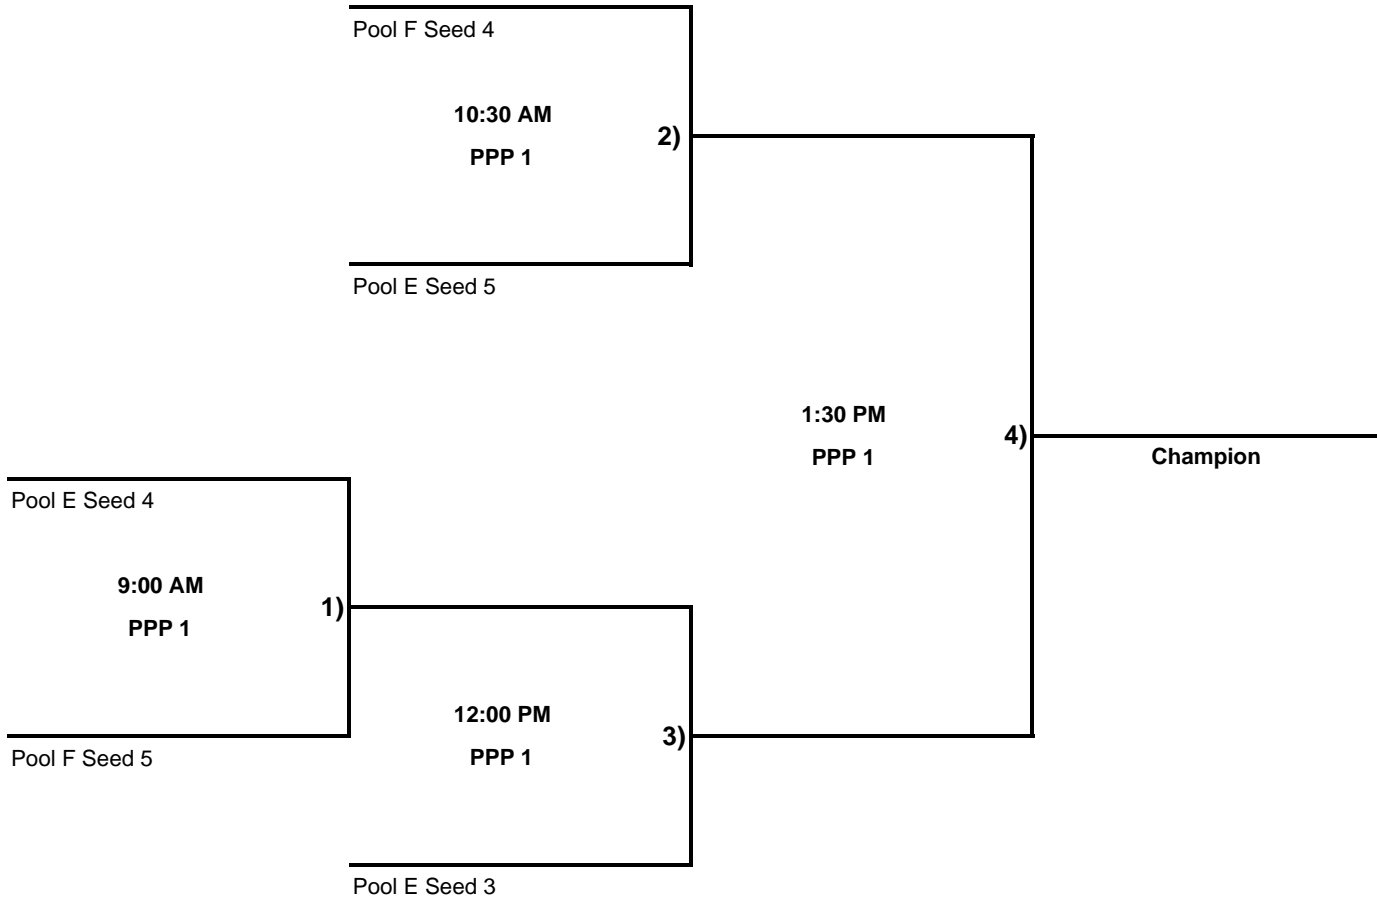 Pool F Seed 4
10:30 AM
2)
PPP 1
Pool E Seed 5
1:30 PM
4)
PPP 1
Champion
Pool E Seed 4
9:00 AM
1)
PPP 1
12:00 PM
3)
Pool F Seed 5
PPP 1
Pool E Seed 3